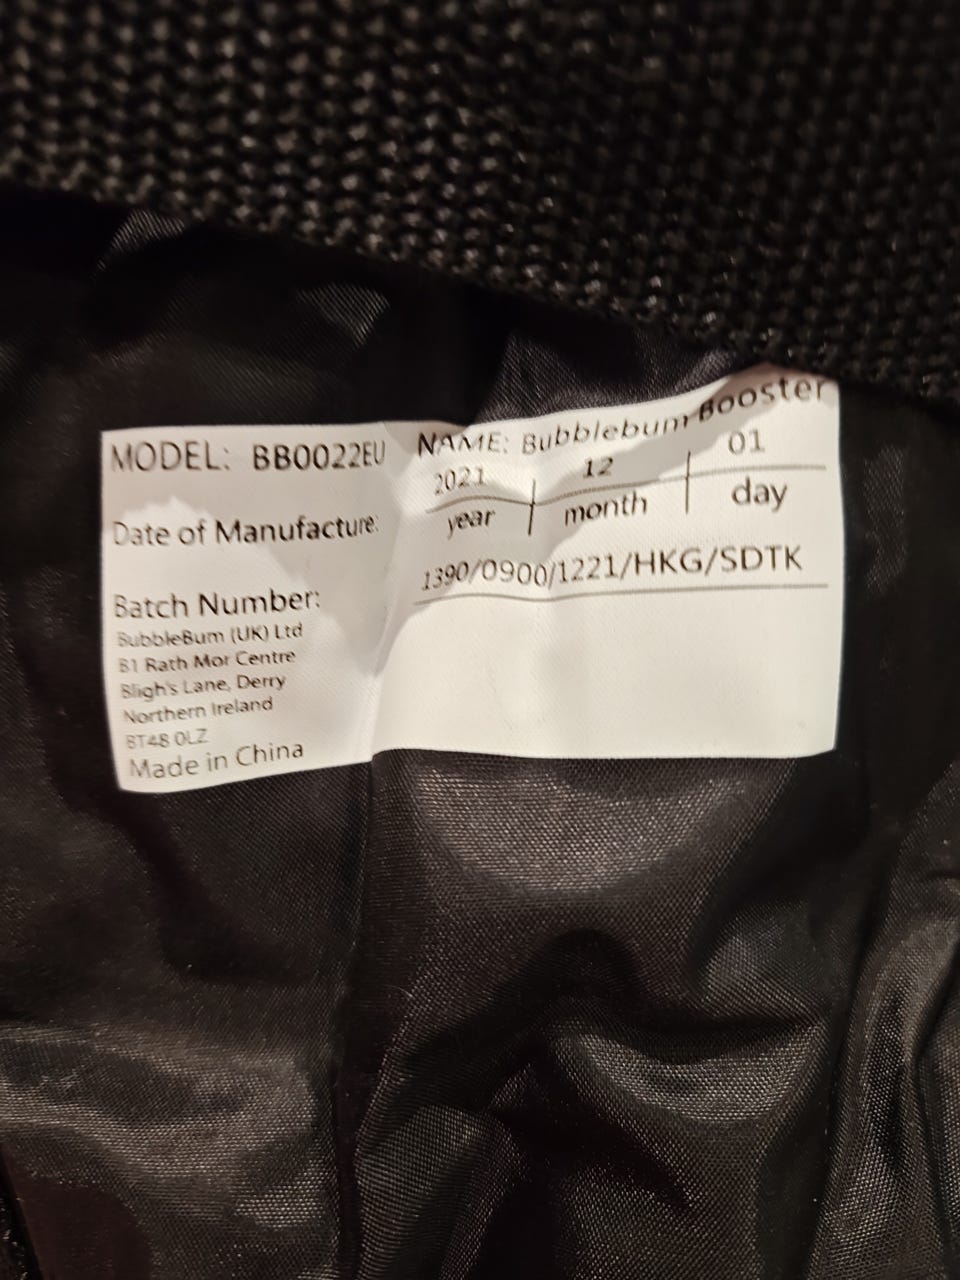 MODEL: BB0022EU NAME: Bubblebum Booster
2021 12 01
Date of Manufacture: year month day
Batch Number: 1390/0900/1221/HKG/SDTK
BubbleBum (UK) Ltd
B1 Rath Mor Centre
Bligh's Lane, Derry
Northern Ireland
BT48 0LZ
Made in China